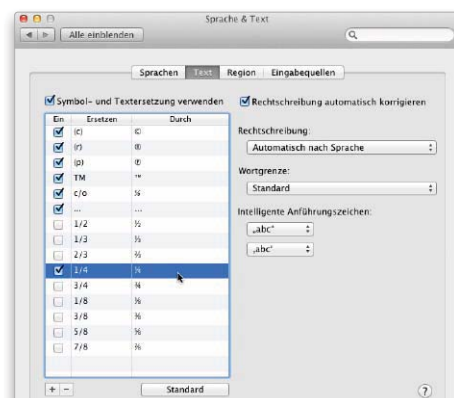 Sprache & Text
Alle einblenden
Sprachen Text Region Eingabequellen
Symbol- und Textersetzung verwenden
Ein Ersetzen Durch
(c) ©
(r) ®
(p) ℗
TM ™
c/o ℅
... …
1/2 ½
1/3 ⅓
2/3 ⅔
1/4 ¼
3/4 ¾
1/8 ⅛
3/8 ⅜
5/8 ⅝
7/8 ⅞
+ − Standard
Rechtschreibung automatisch korrigieren
Rechtschreibung:
Automatisch nach Sprache
Wortgrenze:
Standard
Intelligente Anführungszeichen:
„abc“
‚abc‘
?